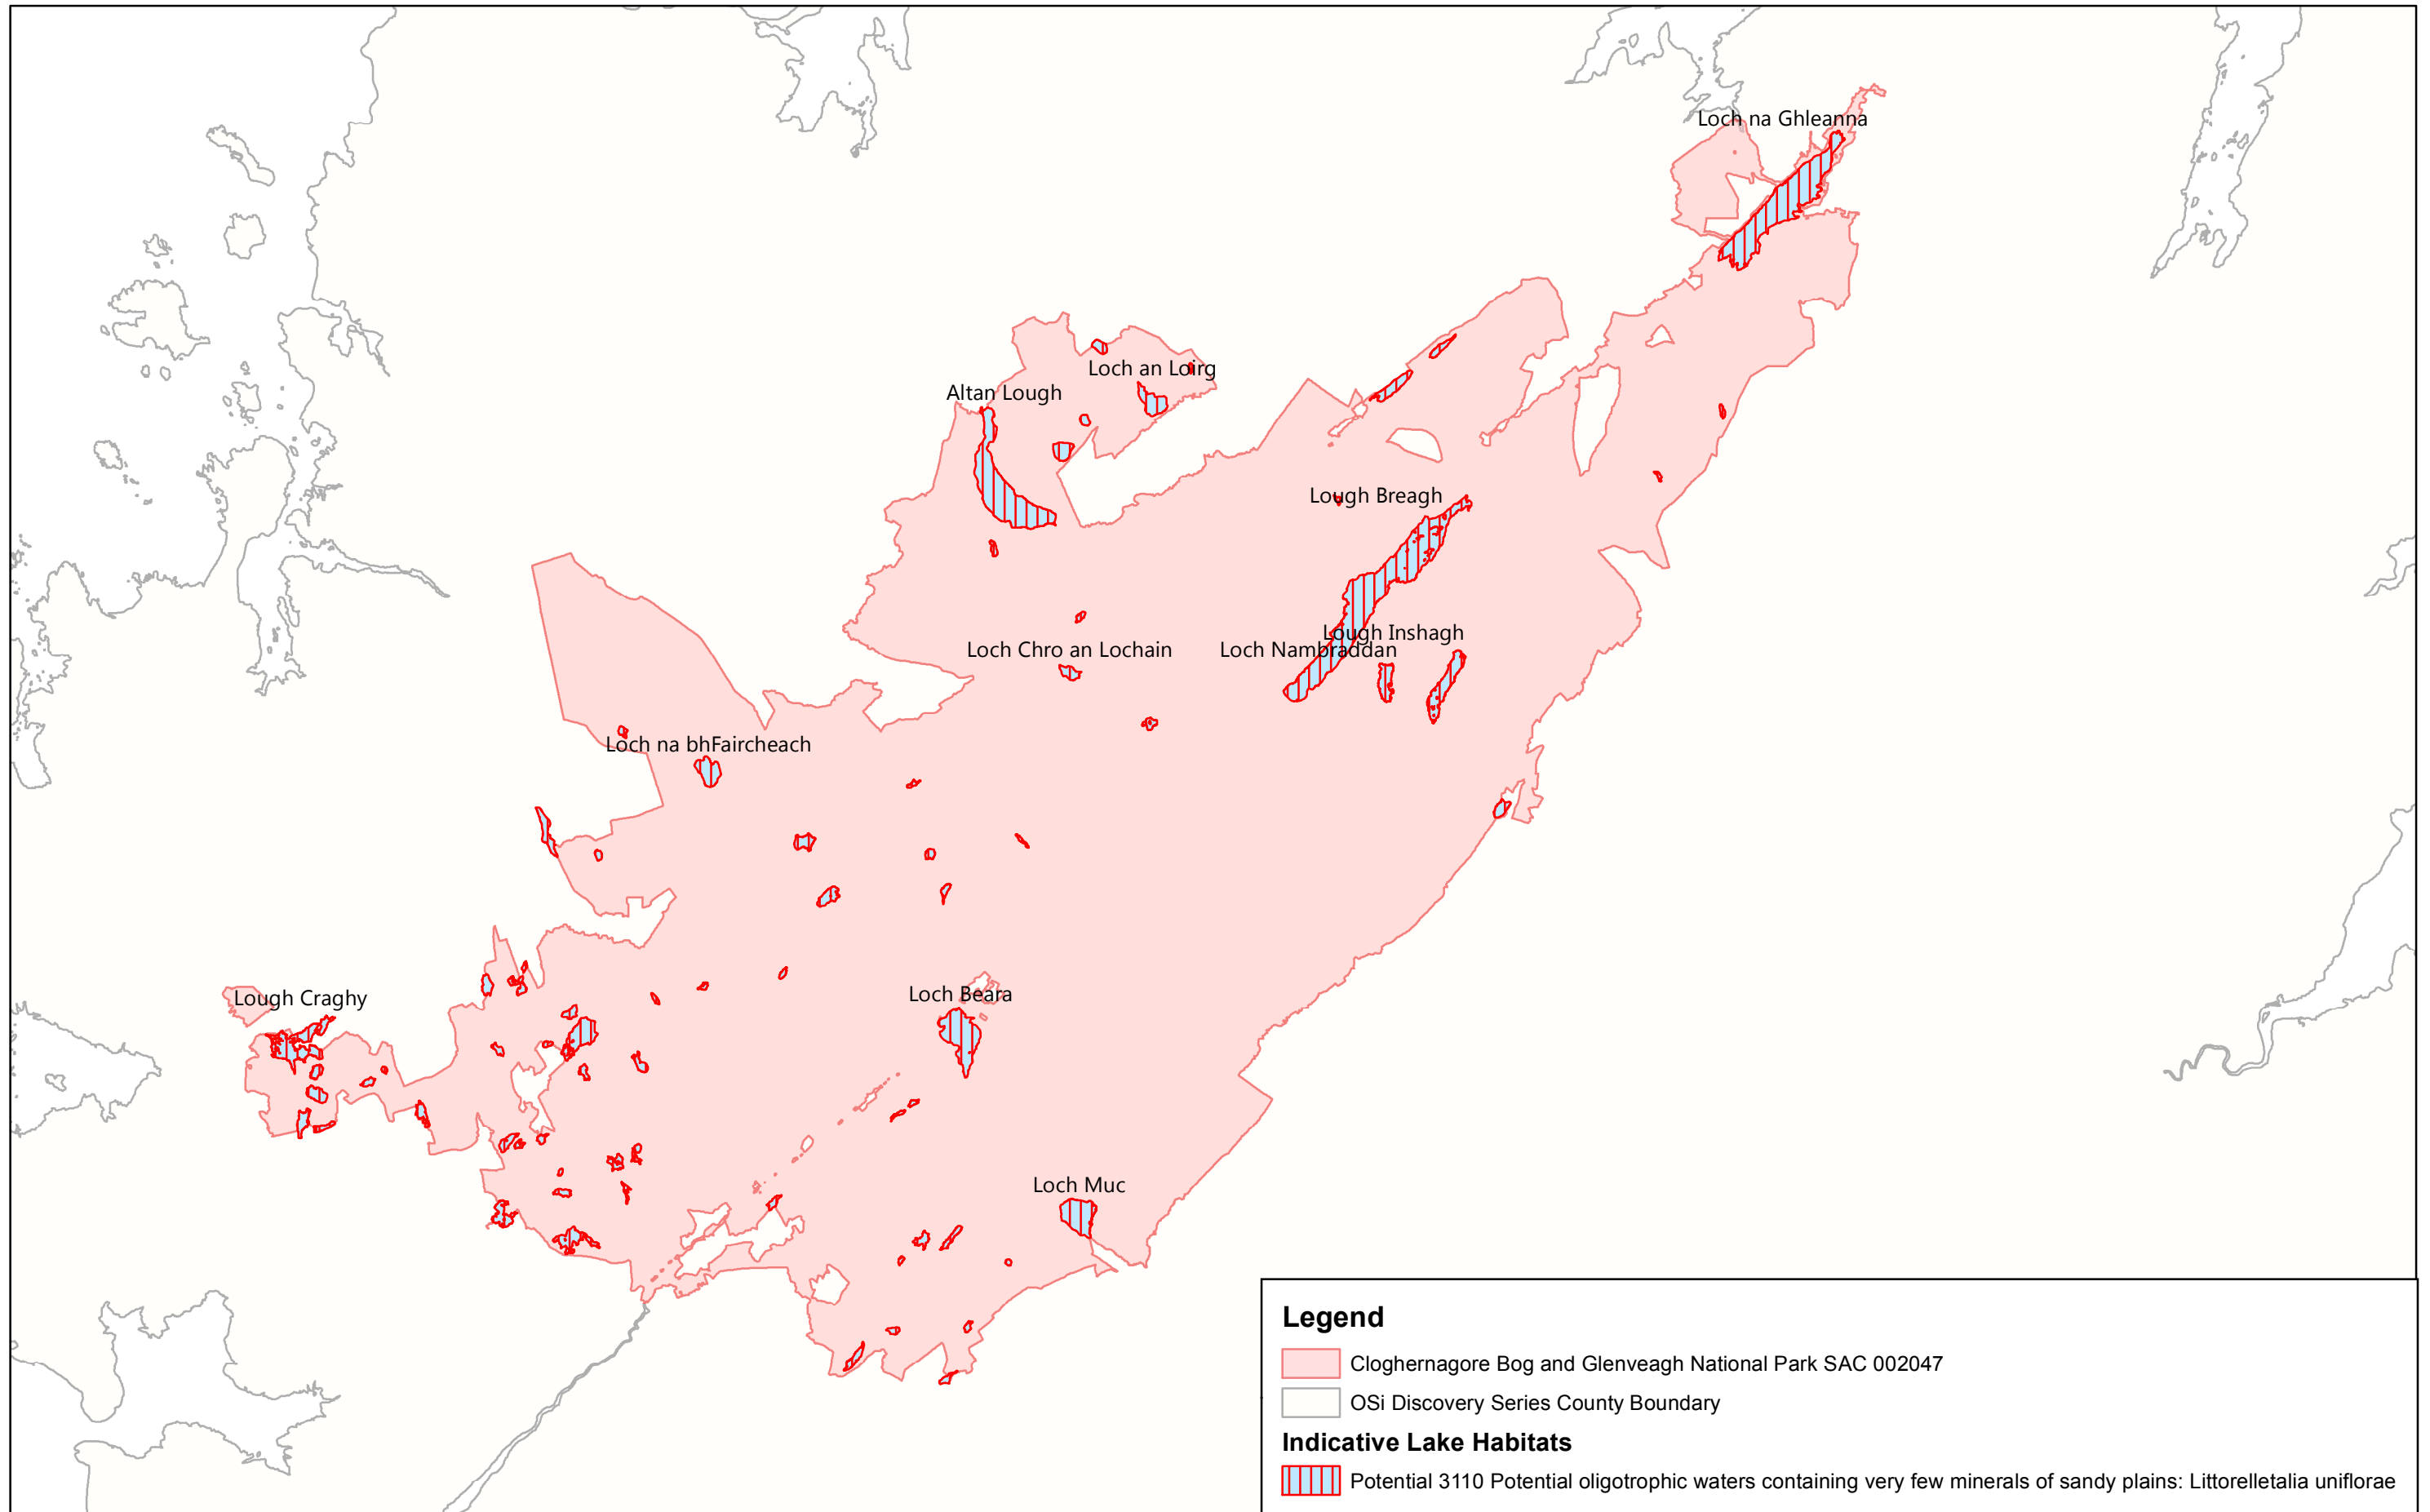 Loch na Ghleanna
Loch an Loirg
Altan Lough
Lough Breagh
Lough Inshagh
Loch Chro an Lochain
Loch Nambraddan
Loch na bhFaircheach
Loch Beara
Lough Craghy
Loch Muc
Legend
Cloghernagore Bog and Glenveagh National Park SAC 002047
OSi Discovery Series County Boundary
Indicative Lake Habitats
Potential 3110 Potential oligotrophic waters containing very few minerals of sandy plains: Littorelletalia uniflorae